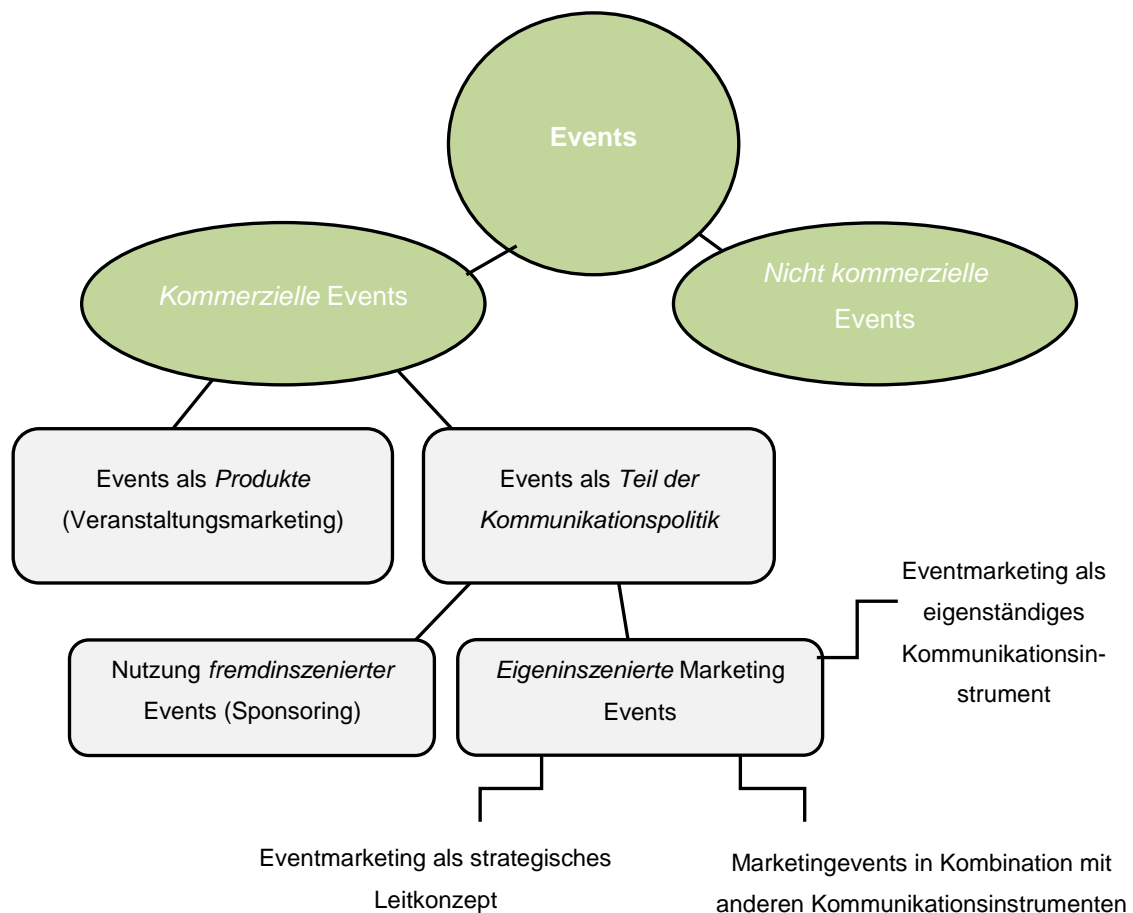 Events
Kommerzielle Events
Nicht kommerzielle
Events
Events als Produkte
(Veranstaltungsmarketing)
Events als Teil der
Kommunikationspolitik
Eventmarketing als
eigenständiges
Kommunikationsin-
strument
Nutzung fremdinszenierter
Events (Sponsoring)
Eigeninszenierte Marketing
Events
Eventmarketing als strategisches
Leitkonzept
Marketingevents in Kombination mit
anderen Kommunikationsinstrumenten